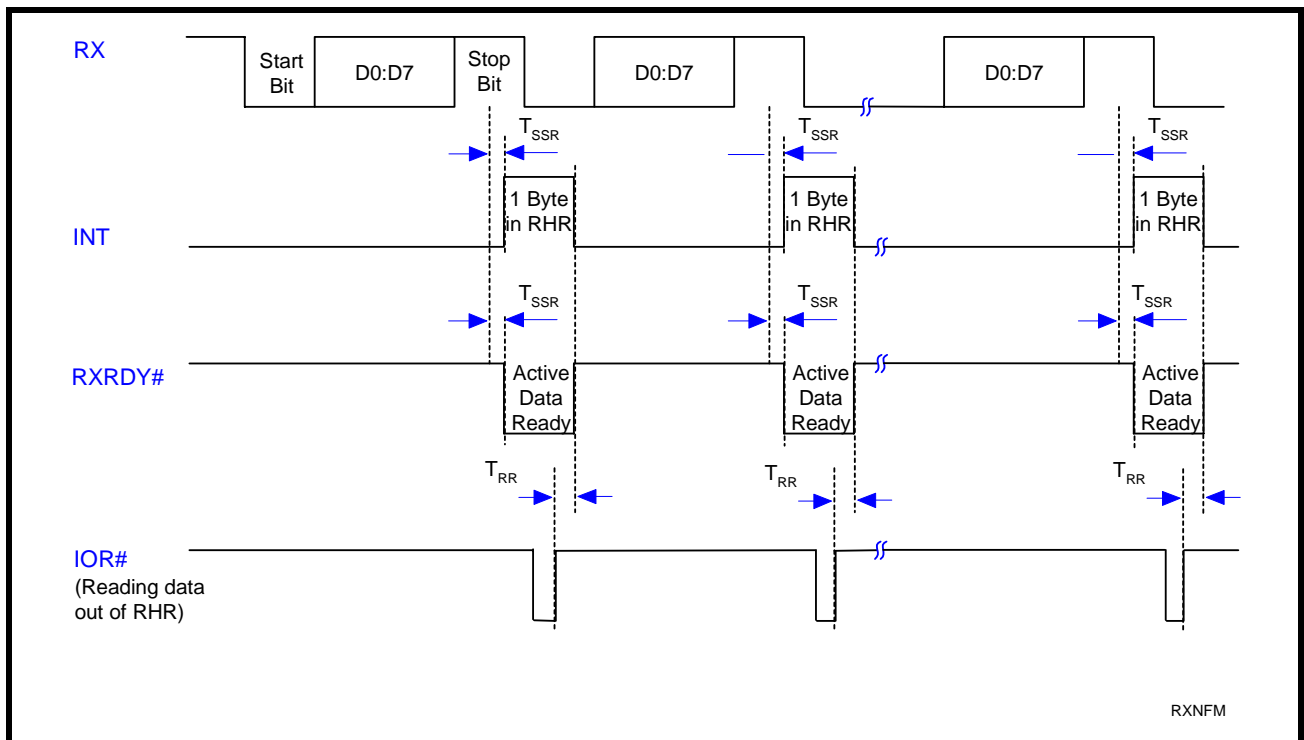 RX
Start
Bit
D0:D7
Stop
Bit
D0:D7
D0:D7
TSSR
TSSR
TSSR
INT
1 Byte
in RHR
1 Byte
in RHR
1 Byte
in RHR
TSSR
TSSR
TSSR
RXRDY#
Active
Data
Ready
Active
Data
Ready
Active
Data
Ready
TRR
TRR
TRR
IOR#
(Reading data
out of RHR)
RXNFM